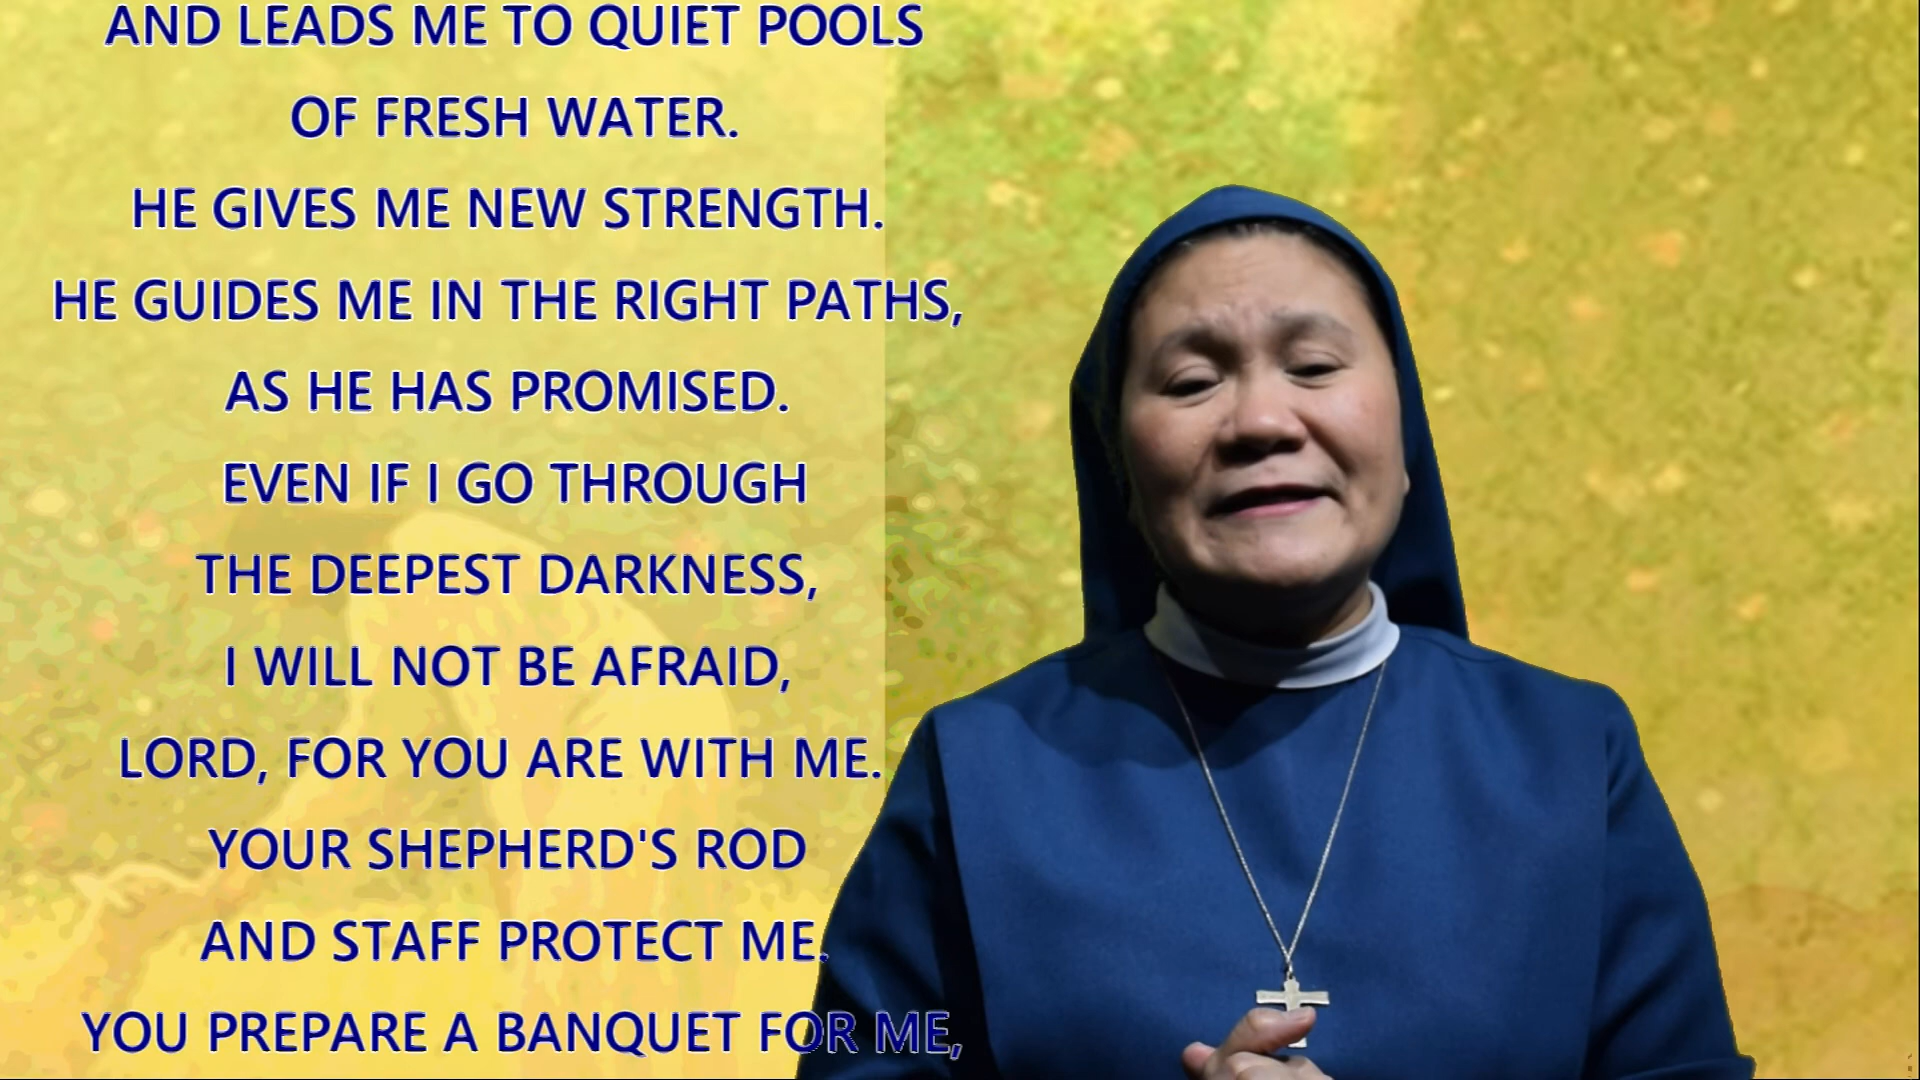 AND LEADS ME TO QUIET POOLS
OF FRESH WATER.
HE GIVES ME NEW STRENGTH.
HE GUIDES ME IN THE RIGHT PATHS,
AS HE HAS PROMISED.
EVEN IF I GO THROUGH
THE DEEPEST DARKNESS,
I WILL NOT BE AFRAID,
LORD, FOR YOU ARE WITH ME.
YOUR SHEPHERD'S ROD
AND STAFF PROTECT ME.
YOU PREPARE A BANQUET FOR ME,